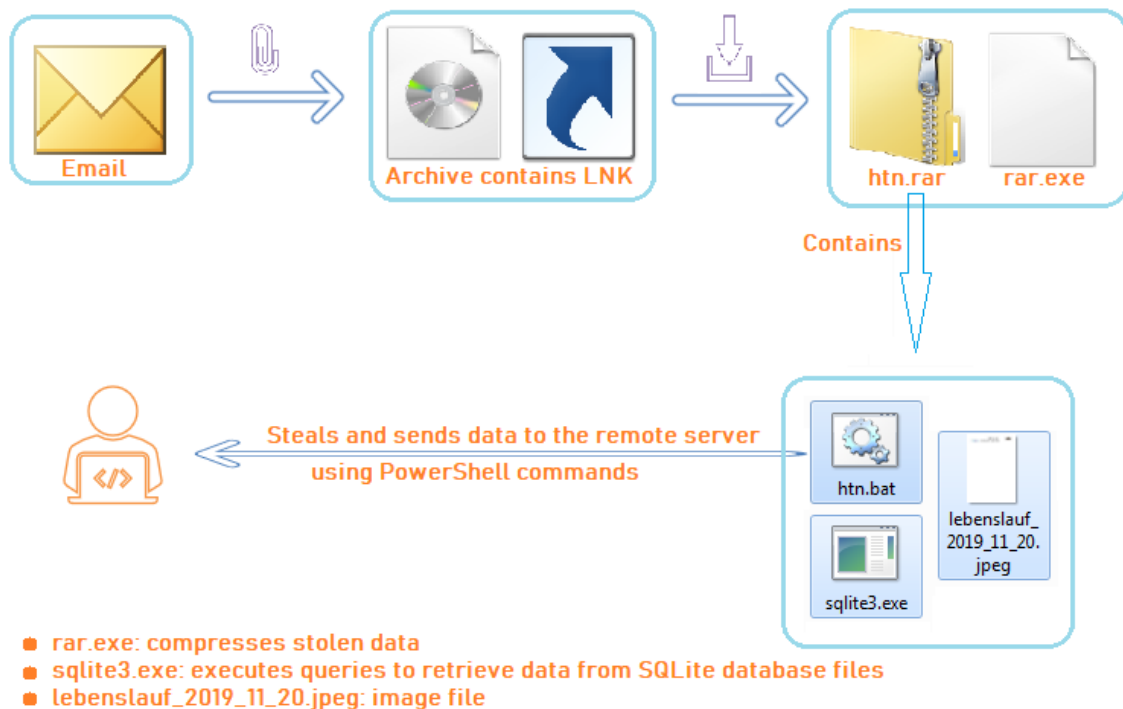 Email
Archive contains LNK
htn.rar
rar.exe
Contains
Steals and sends data to the remote server
using PowerShell commands
htn.bat
lebenslauf_
2019_11_20.
jpeg
sqlite3.exe
rar.exe: compresses stolen data
sqlite3.exe: executes queries to retrieve data from SQLite database files
lebenslauf_2019_11_20.jpeg: image file